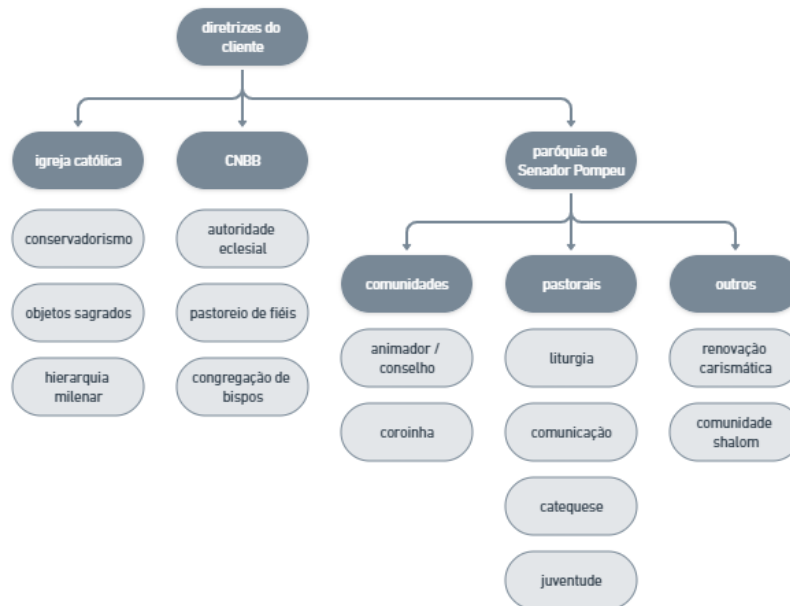 diretrizes do
cliente
igreja católica
CNBB
paróquia de
Senador Pompeu
conservadorismo
autoridade
eclesial
objetos sagrados
pastoreio de fiéis
hierarquia
milenar
congregação de
bispos
comunidades
pastorais
outros
animador /
conselho
liturgia
renovação
carismática
coroinha
comunicação
comunidade
shalom
catequese
juventude